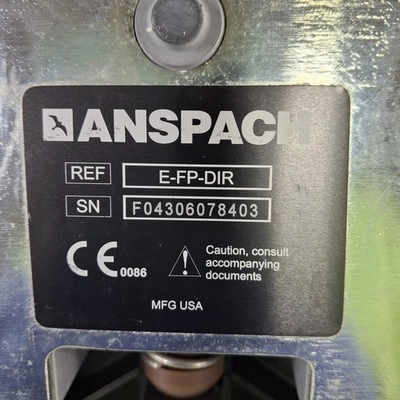 ANSPACH
REF E-FP-DIR
SN F04306078403
CE 0086
Caution, consult
accompanying
documents
MFG USA